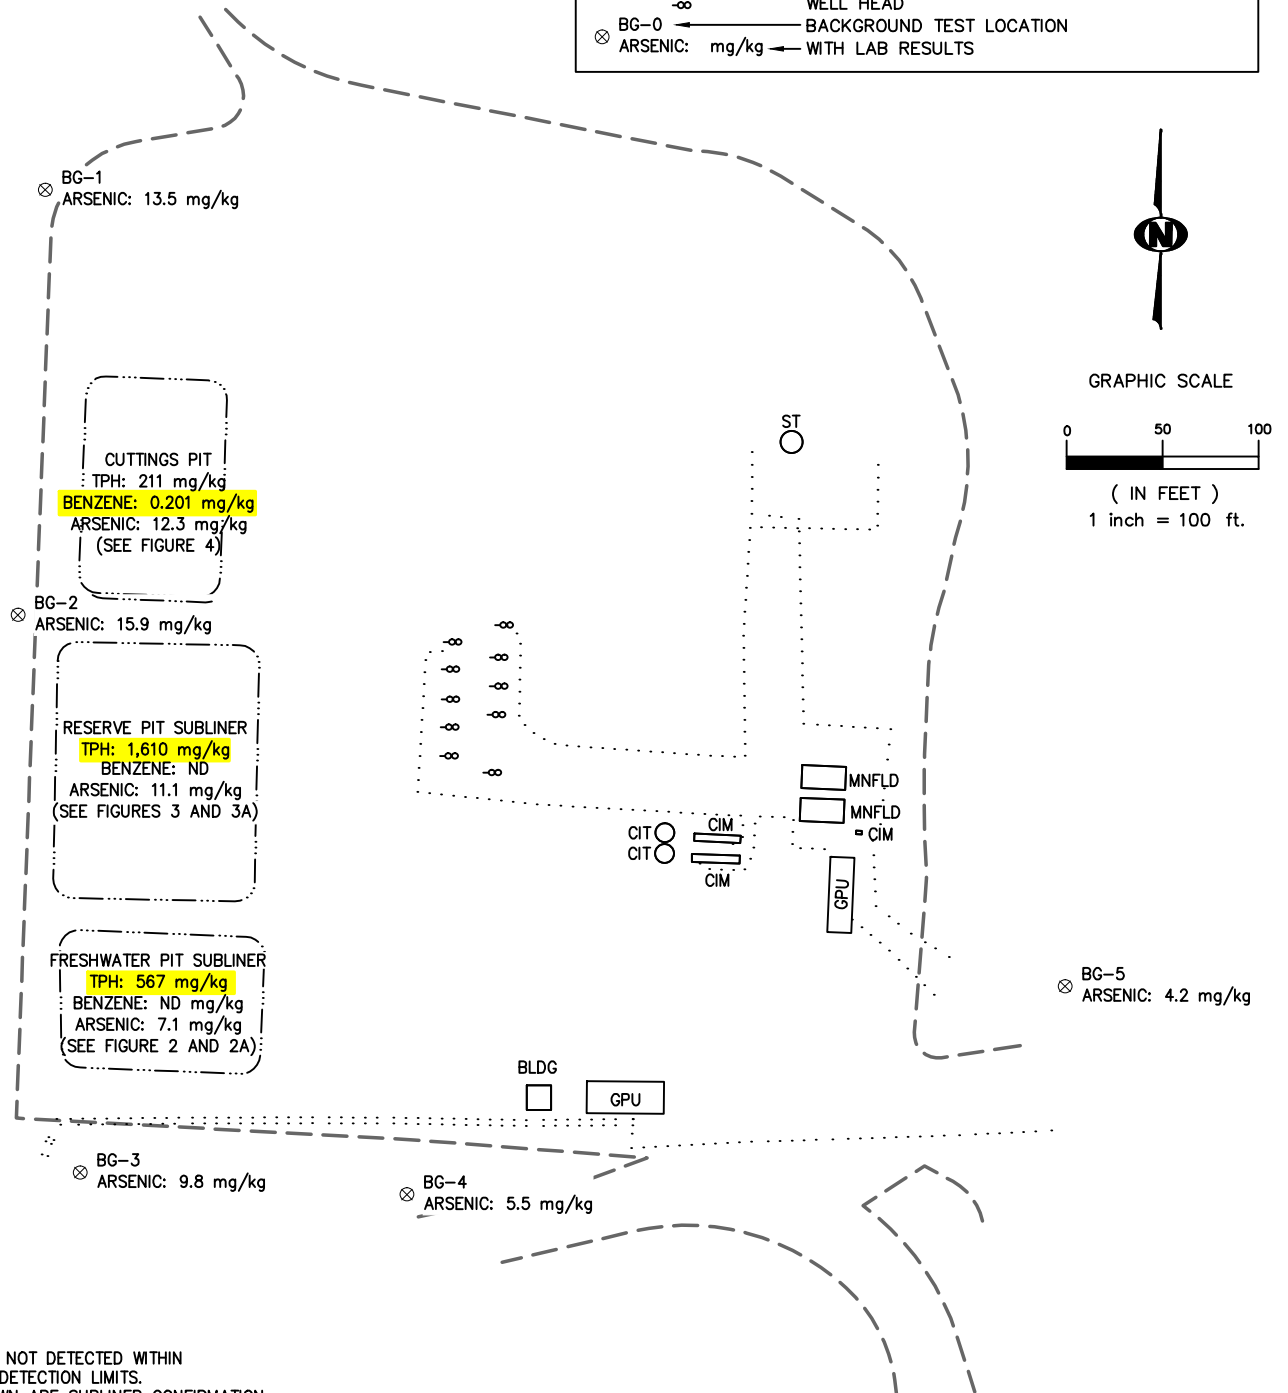 WELL HEAD
BG-0 BACKGROUND TEST LOCATION
ARSENIC: mg/kg WITH LAB RESULTS
BG-1
ARSENIC: 13.5 mg/kg
N
GRAPHIC SCALE
0 50 100
( IN FEET )
1 inch = 100 ft.
ST
CUTTINGS PIT
TPH: 211 mg/kg
BENZENE: 0.201 mg/kg
ARSENIC: 12.3 mg/kg
(SEE FIGURE 4)
BG-2
ARSENIC: 15.9 mg/kg
RESERVE PIT SUBLINER
TPH: 1,610 mg/kg
BENZENE: ND
ARSENIC: 11.1 mg/kg
(SEE FIGURES 3 AND 3A)
MNFLD
MNFLD
CIM
CIT
CIT
CIM
CIM
GPU
FRESHWATER PIT SUBLINER
TPH: 567 mg/kg
BENZENE: ND mg/kg
ARSENIC: 7.1 mg/kg
(SEE FIGURE 2 AND 2A)
BG-5
ARSENIC: 4.2 mg/kg
BLDG
GPU
BG-3
ARSENIC: 9.8 mg/kg
BG-4
ARSENIC: 5.5 mg/kg
NOT DETECTED WITHIN
DETECTION LIMITS.
ARE SUBLINER CONFIRMATION